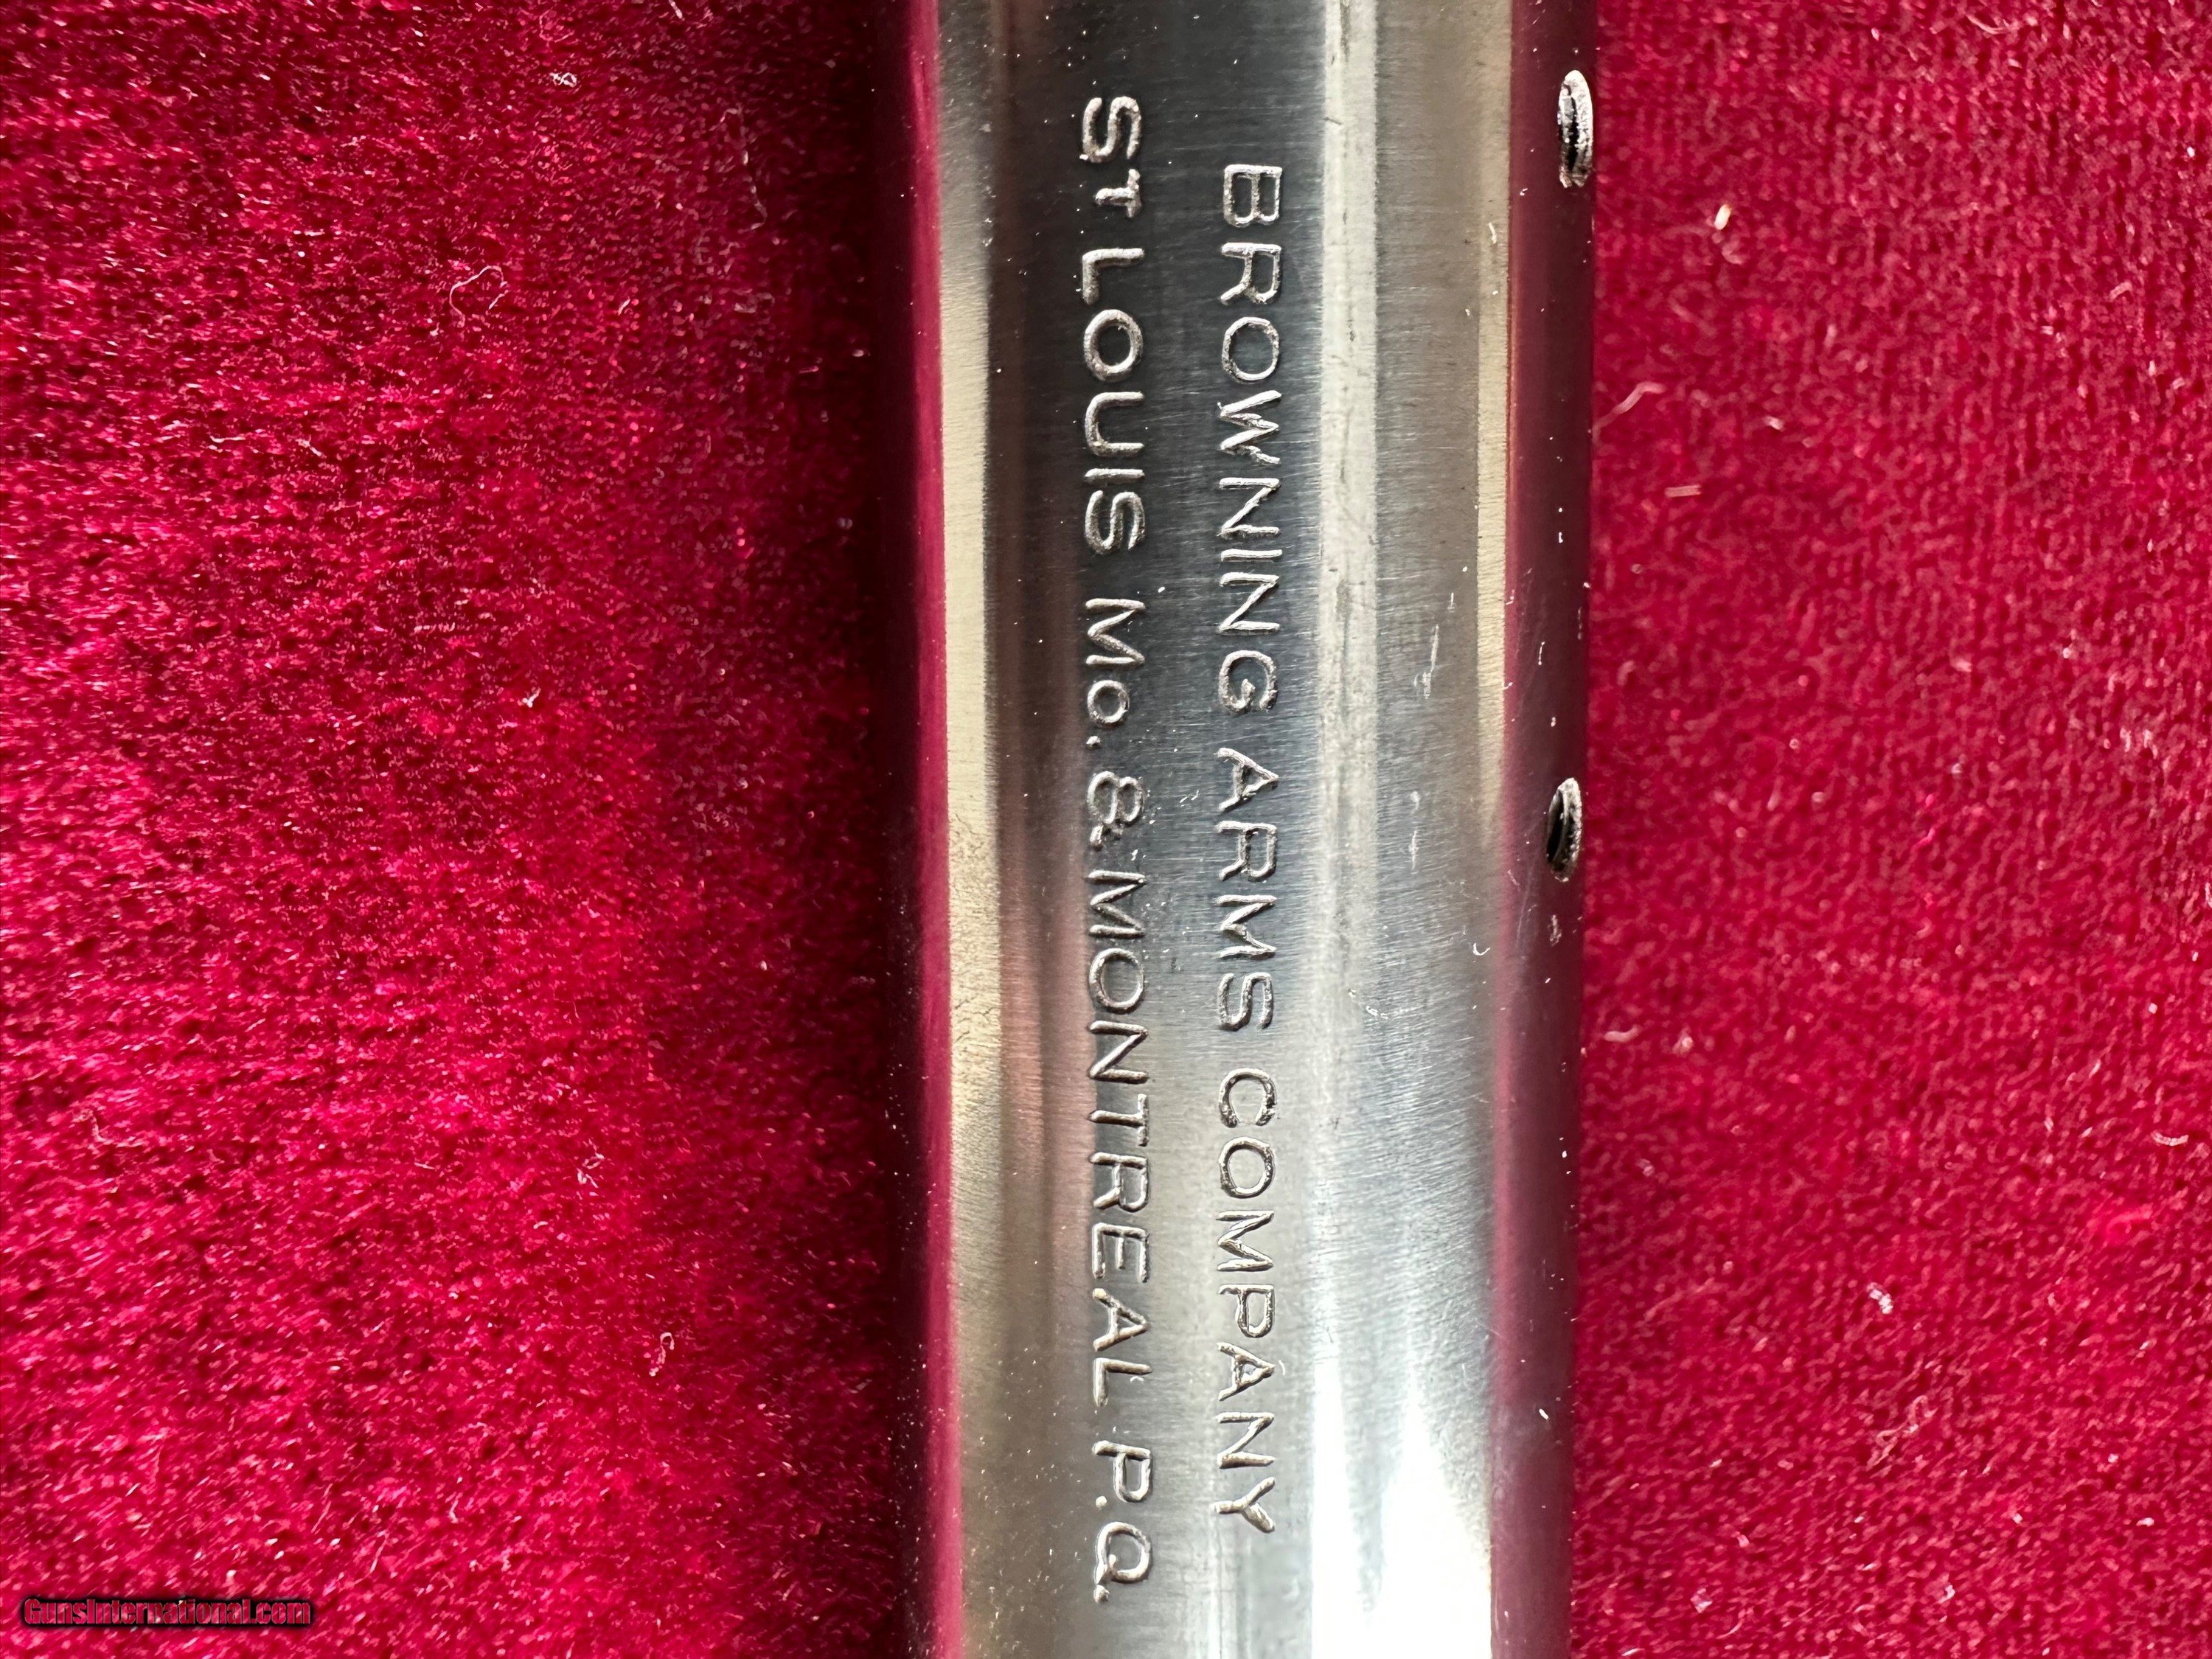 BROWNING ARMS COMPANY
ST LOUIS Mo. & MONTREAL P.Q.
GunsInternational.com